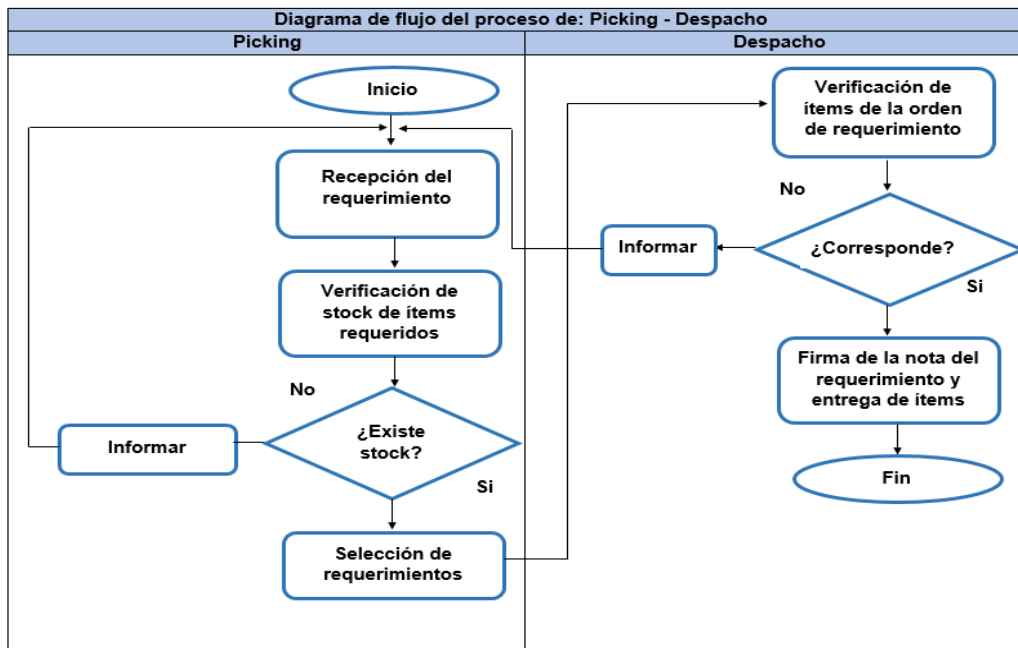 Diagrama de flujo del proceso de: Picking - Despacho
Picking
Despacho
Inicio
Recepción del
requerimiento
Verificación de
stock de ítems
requeridos
No
¿Existe
stock?
Informar
Si
Selección de
requerimientos
Verificación de
ítems de la orden
de requerimiento
No
¿Corresponde?
Informar
Si
Firma de la nota del
requerimiento y
entrega de ítems
Fin